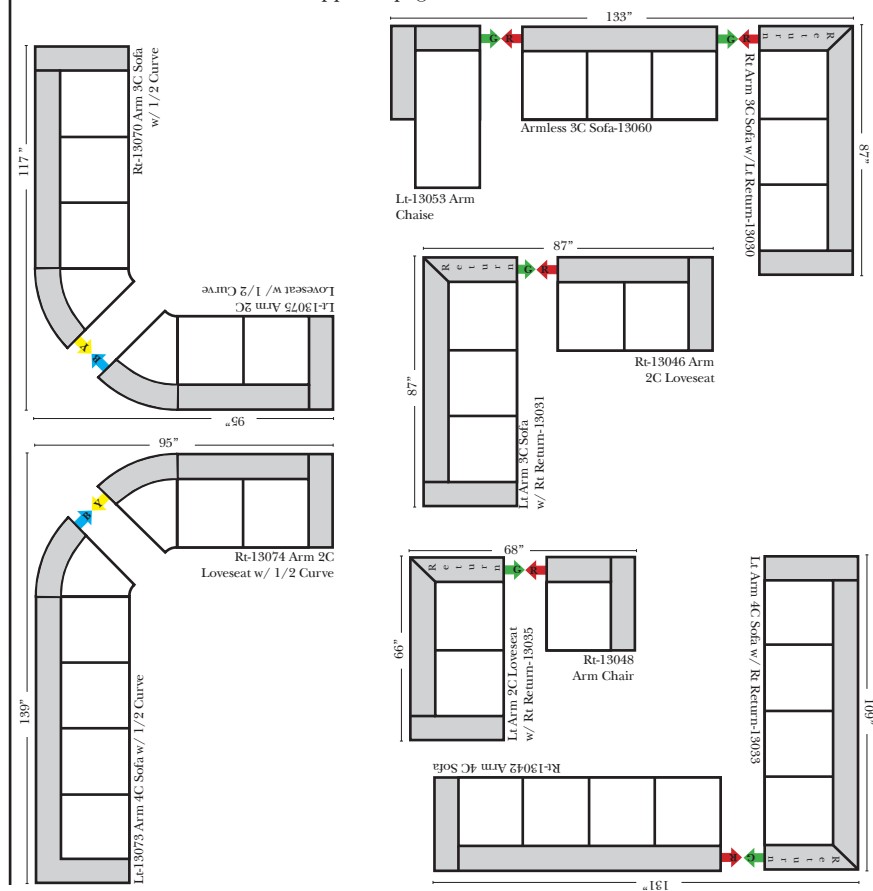 133”
G R
G R
Return
Rt-13070 Arm 3C Sofa
w/ 1/2 Curve
117”
Armless 3C Sofa-13060
Rt Arm 3C Sofa w/Lt Return-13030
87”
Lt-13053 Arm
Chaise
87”
Return
G R
Lt-13075 Arm 2C
Loveseat w/ 1/2 Curve
Y
B
Rt-13046 Arm
2C Loveseat
87”
Lt Arm 3C Sofa
w/ Rt Return-13031
95”
95”
B
Y
Rt-13074 Arm 2C
Loveseat w/ 1/2 Curve
139”
Lt-13073 Arm 4C Sofa w/ 1/2 Curve
68”
Return
G R
66”
Lt Arm 2C Loveseat
w/ Rt Return-13035
Rt-13048
Arm Chair
Lt Arm 4C Sofa w/ Rt Return-13033
109”
Rt-13042 Arm 4C Sofa
R G
Return
131”